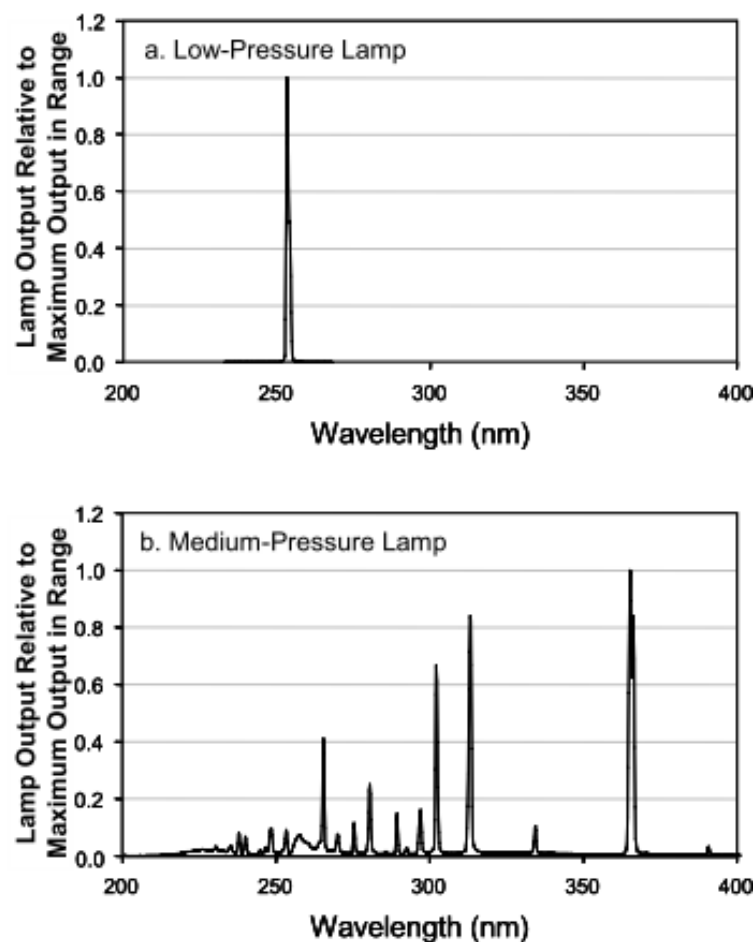 a. Low-Pressure Lamp
Lamp Output Relative to
Maximum Output in Range
1.2
1.0
0.8
0.6
0.4
0.2
0.0
200 250 300 350 400
Wavelength (nm)
b. Medium-Pressure Lamp
Lamp Output Relative to
Maximum Output in Range
1.2
1.0
0.8
0.6
0.4
0.2
0.0
200 250 300 350 400
Wavelength (nm)